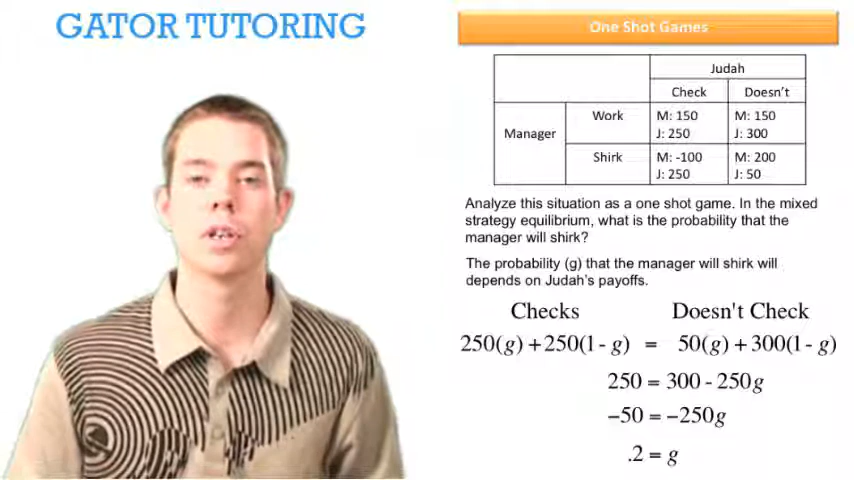 GATOR TUTORING
One Shot Games
Judah
Check Doesn't
Manager
Work M: 150 M: 150
J: 250 J: 300
Shirk M: -100 M: 200
J: 250 J: 50
Analyze this situation as a one shot game. In the mixed
strategy equilibrium, what is the probability that the
manager will shirk?
The probability (g) that the manager will shirk will
depends on Judah's payoffs.
Checks Doesn't Check
250(g) + 250(1 - g) = 50(g) + 300(1 - g)
250 = 300 - 250g
−50 = −250g
.2 = g